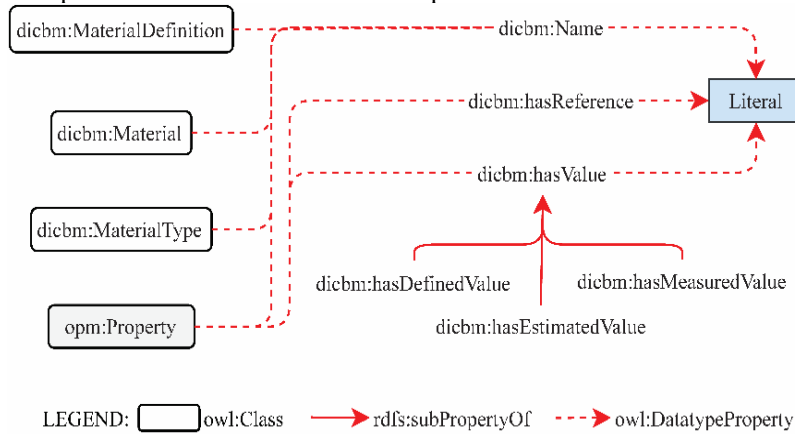 dicbm:MaterialDefinition
dicbm:Name
dicbm:hasReference
Literal
dicbm:Material
dicbm:hasValue
dicbm:MaterialType
dicbm:hasDefinedValue
dicbm:hasMeasuredValue
opm:Property
dicbm:hasEstimatedValue
LEGEND: owl:Class rdfs:subPropertyOf owl:DatatypeProperty